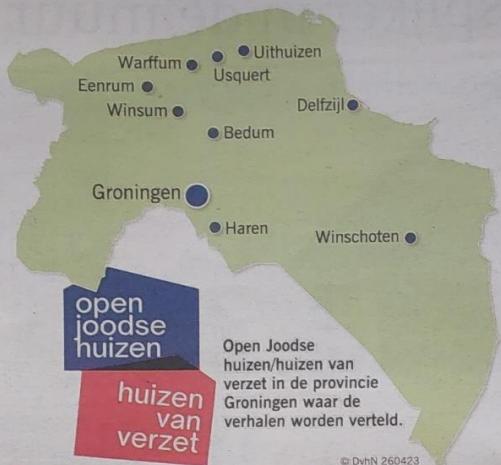 Uithuizen
Warffum
Usquert
Eenrum
Delfzijl
Winsum
Bedum
Groningen
Haren
Winschoten
open
joodse
huizen
huizen
van
verzet
Open Joodse
huizen/huizen van
verzet in de provincie
Groningen waar de
verhalen worden verteld.
© DvhN 260423